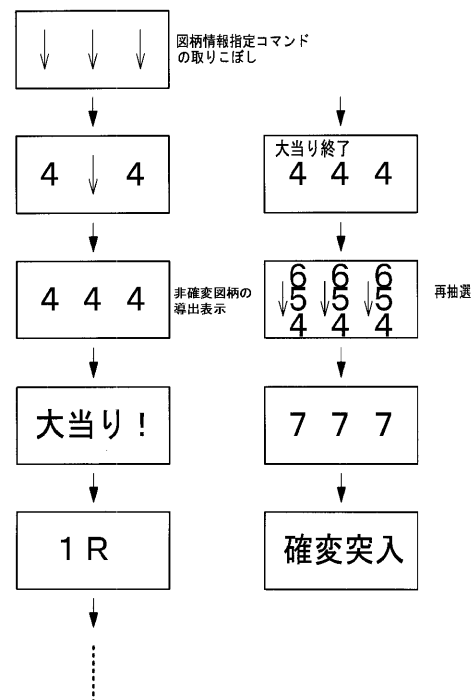 図柄情報指定コマンド
の取りこぼし
4 4
4 4 4
非確変図柄の
導出表示
大当り！
1R
大当り終了
4 4 4
6 6 6
5 5 5
4 4 4
再抽選
7 7 7
確変突入